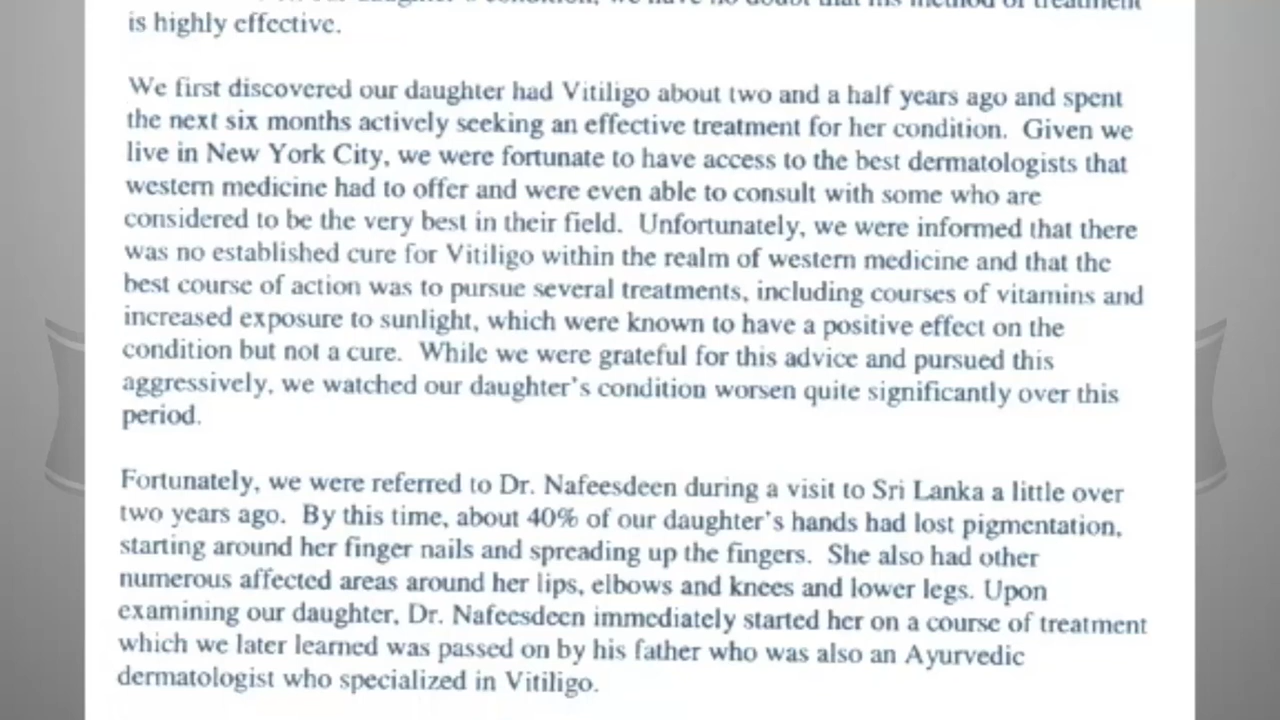 daughter's condition, we have no doubt that his method of treatment
is highly effective.
We first discovered our daughter had Vitiligo about two and a half years ago and spent
the next six months actively seeking an effective treatment for her condition. Given we
live in New York City, we were fortunate to have access to the best dermatologists that
western medicine had to offer and were even able to consult with some who are
considered to be the very best in their field. Unfortunately, we were informed that there
was no established cure for Vitiligo within the realm of western medicine and that the
best course of action was to pursue several treatments, including courses of vitamins and
increased exposure to sunlight, which were known to have a positive effect on the
condition but not a cure. While we were grateful for this advice and pursued this
aggressively, we watched our daughter's condition worsen quite significantly over this
period.
Fortunately, we were referred to Dr. Nafeesdeen during a visit to Sri Lanka a little over
two years ago. By this time, about 40% of our daughter's hands had lost pigmentation,
starting around her finger nails and spreading up the fingers. She also had other
numerous affected areas around her lips, elbows and knees and lower legs. Upon
examining our daughter, Dr. Nafeesdeen immediately started her on a course of treatment
which we later learned was passed on by his father who was also an Ayurvedic
dermatologist who specialized in Vitiligo.